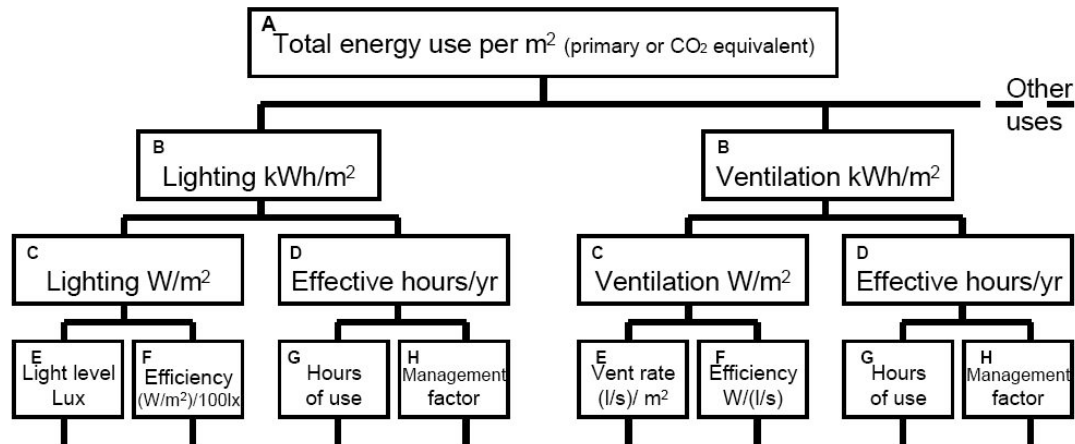 A
Total energy use per m² (primary or CO₂ equivalent)
Other
uses
B
Lighting kWh/m²
B
Ventilation kWh/m²
C
Lighting W/m²
D
Effective hours/yr
C
Ventilation W/m²
D
Effective hours/yr
E
Light level
Lux
F
Efficiency
(W/m²)/100lx
G
Hours
of use
H
Management
factor
E
Vent rate
(l/s)/ m²
F
Efficiency
W/(l/s)
G
Hours
of use
H
Management
factor